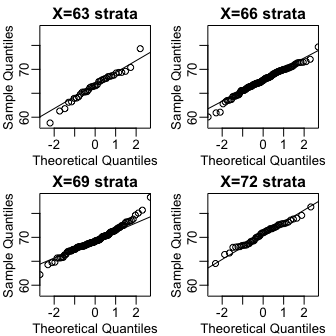 X=63 strata
Sample Quantiles
60 70
-2 0 1 2
Theoretical Quantiles
X=66 strata
Sample Quantiles
60 70
-2 0 1 2
Theoretical Quantiles
X=69 strata
Sample Quantiles
60 70
-2 0 1 2
Theoretical Quantiles
X=72 strata
Sample Quantiles
60 70
-2 0 1 2
Theoretical Quantiles